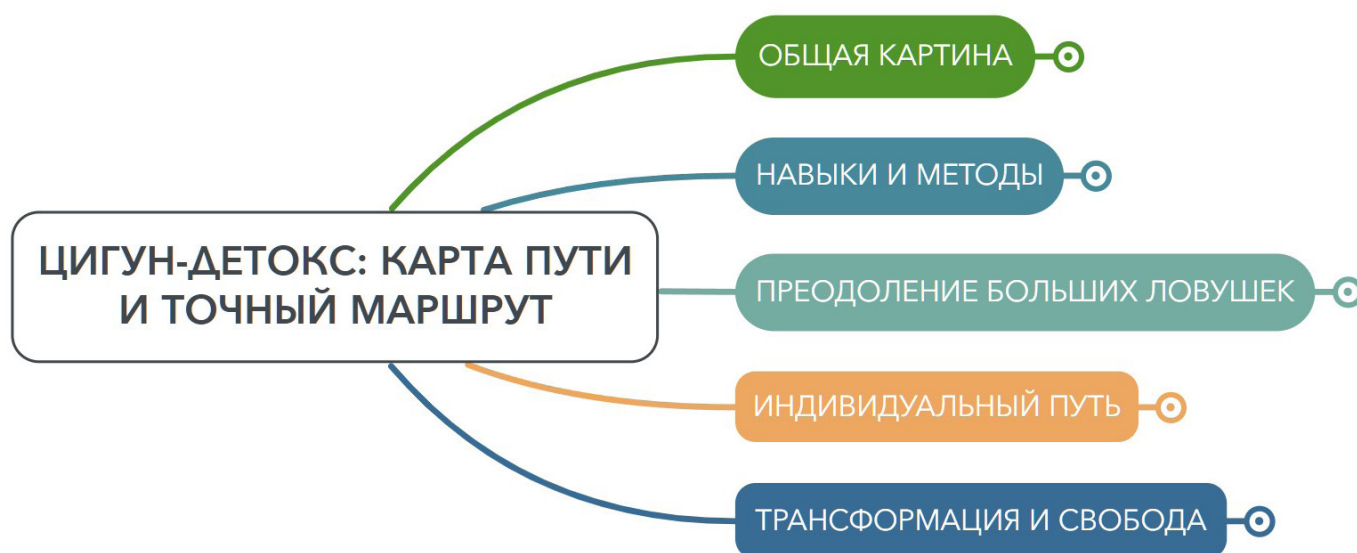 ЦИГУН-ДЕТОКС: КАРТА ПУТИ
И ТОЧНЫЙ МАРШРУТ
ОБЩАЯ КАРТИНА
НАВЫКИ И МЕТОДЫ
ПРЕОДОЛЕНИЕ БОЛЬШИХ ЛОВУШЕК
ИНДИВИДУАЛЬНЫЙ ПУТЬ
ТРАНСФОРМАЦИЯ И СВОБОДА